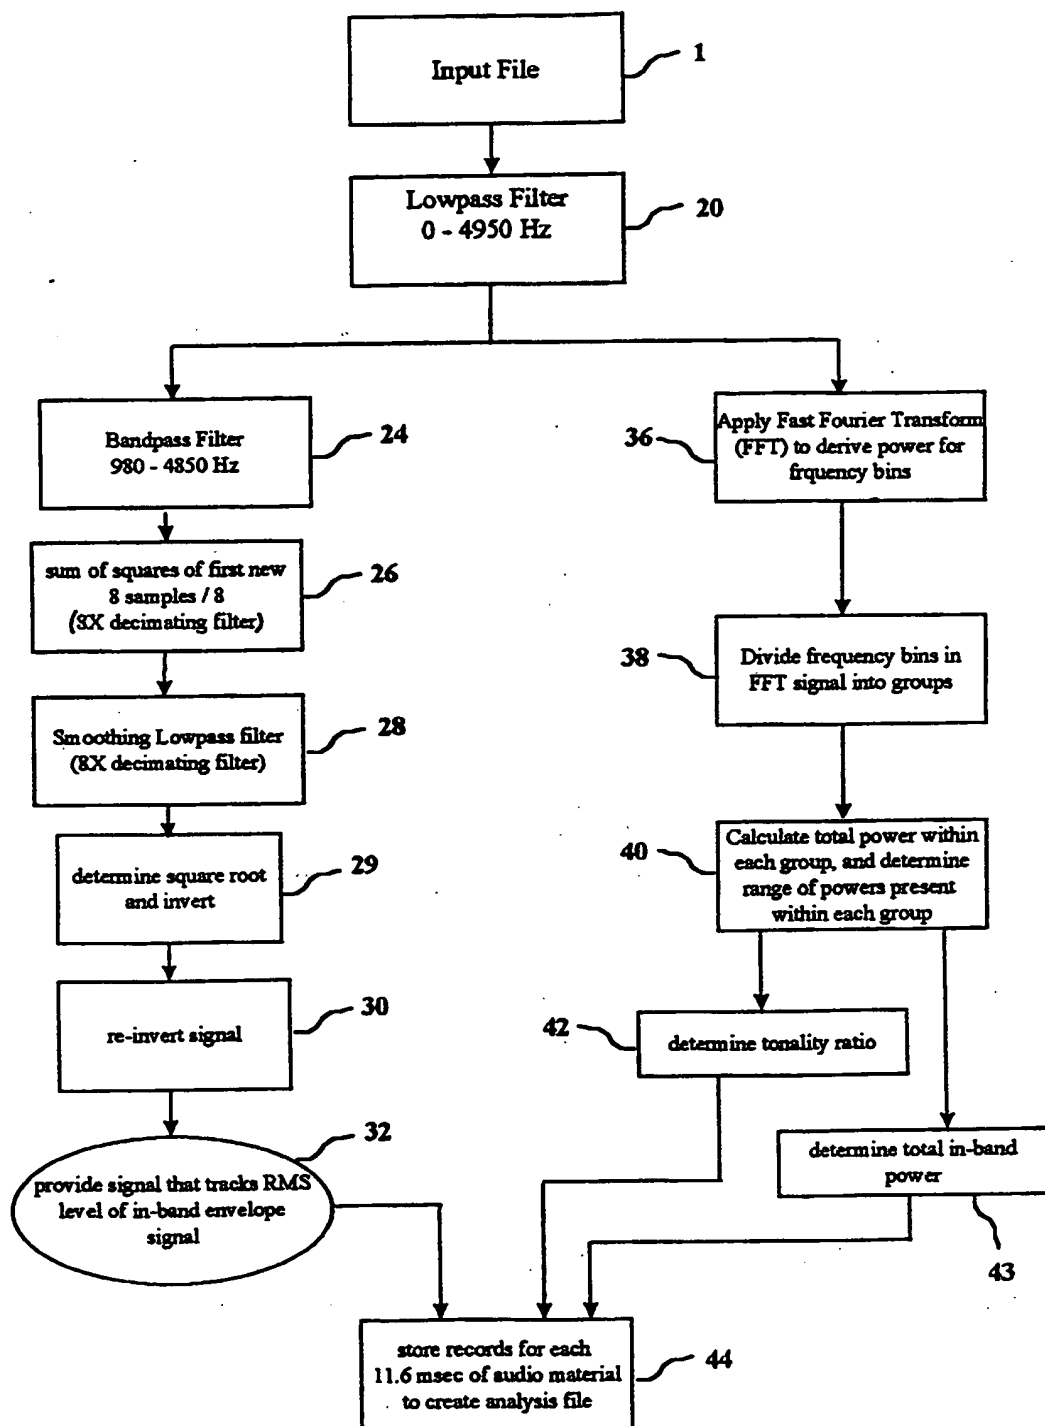 Input File
1
Lowpass Filter
0 - 4950 Hz
20
Bandpass Filter
980 - 4850 Hz
24
sum of squares of first new
8 samples / 8
(8X decimating filter)
26
Smoothing Lowpass filter
(8X decimating filter)
28
determine square root
and invert
29
re-invert signal
30
provide signal that tracks RMS
level of in-band envelope
signal
32
Apply Fast Fourier Transform
(FFT) to derive power for
frquency bins
36
Divide frequency bins in
FFT signal into groups
38
Calculate total power within
each group, and determine
range of powers present
within each group
40
determine tonality ratio
42
determine total in-band
power
43
store records for each
11.6 msec of audio material
to create analysis file
44